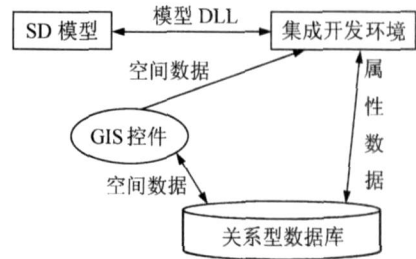 模型 DLL
SD 模型
集成开发环境
空间数据
属性数据
GIS 控件
空间数据
关系型数据库